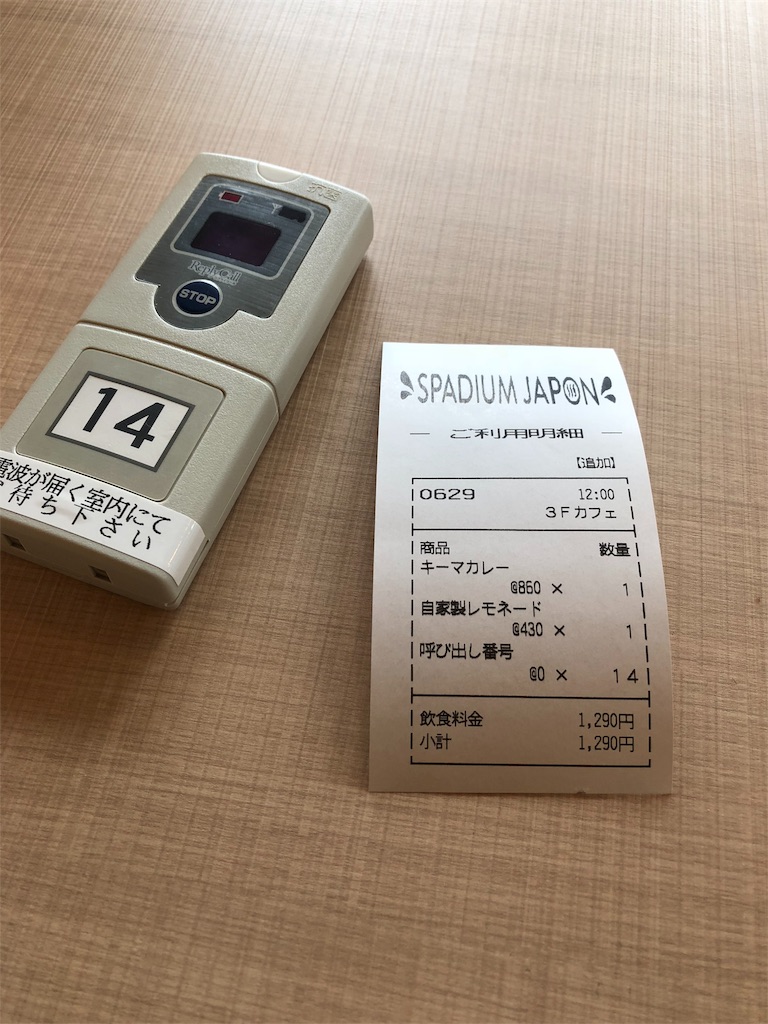 Reply Call
STOP
14
電波が届く室内にて
待ち下さい
SPADIUM JAPON
ご利用明細
【追加】
0629 12:00
3Fカフェ
商品 数量
キーマカレー
@860 × 1
自家製レモネード
@430 × 1
呼び出し番号
@0 × 14
飲食料金 1,290円
小計 1,290円